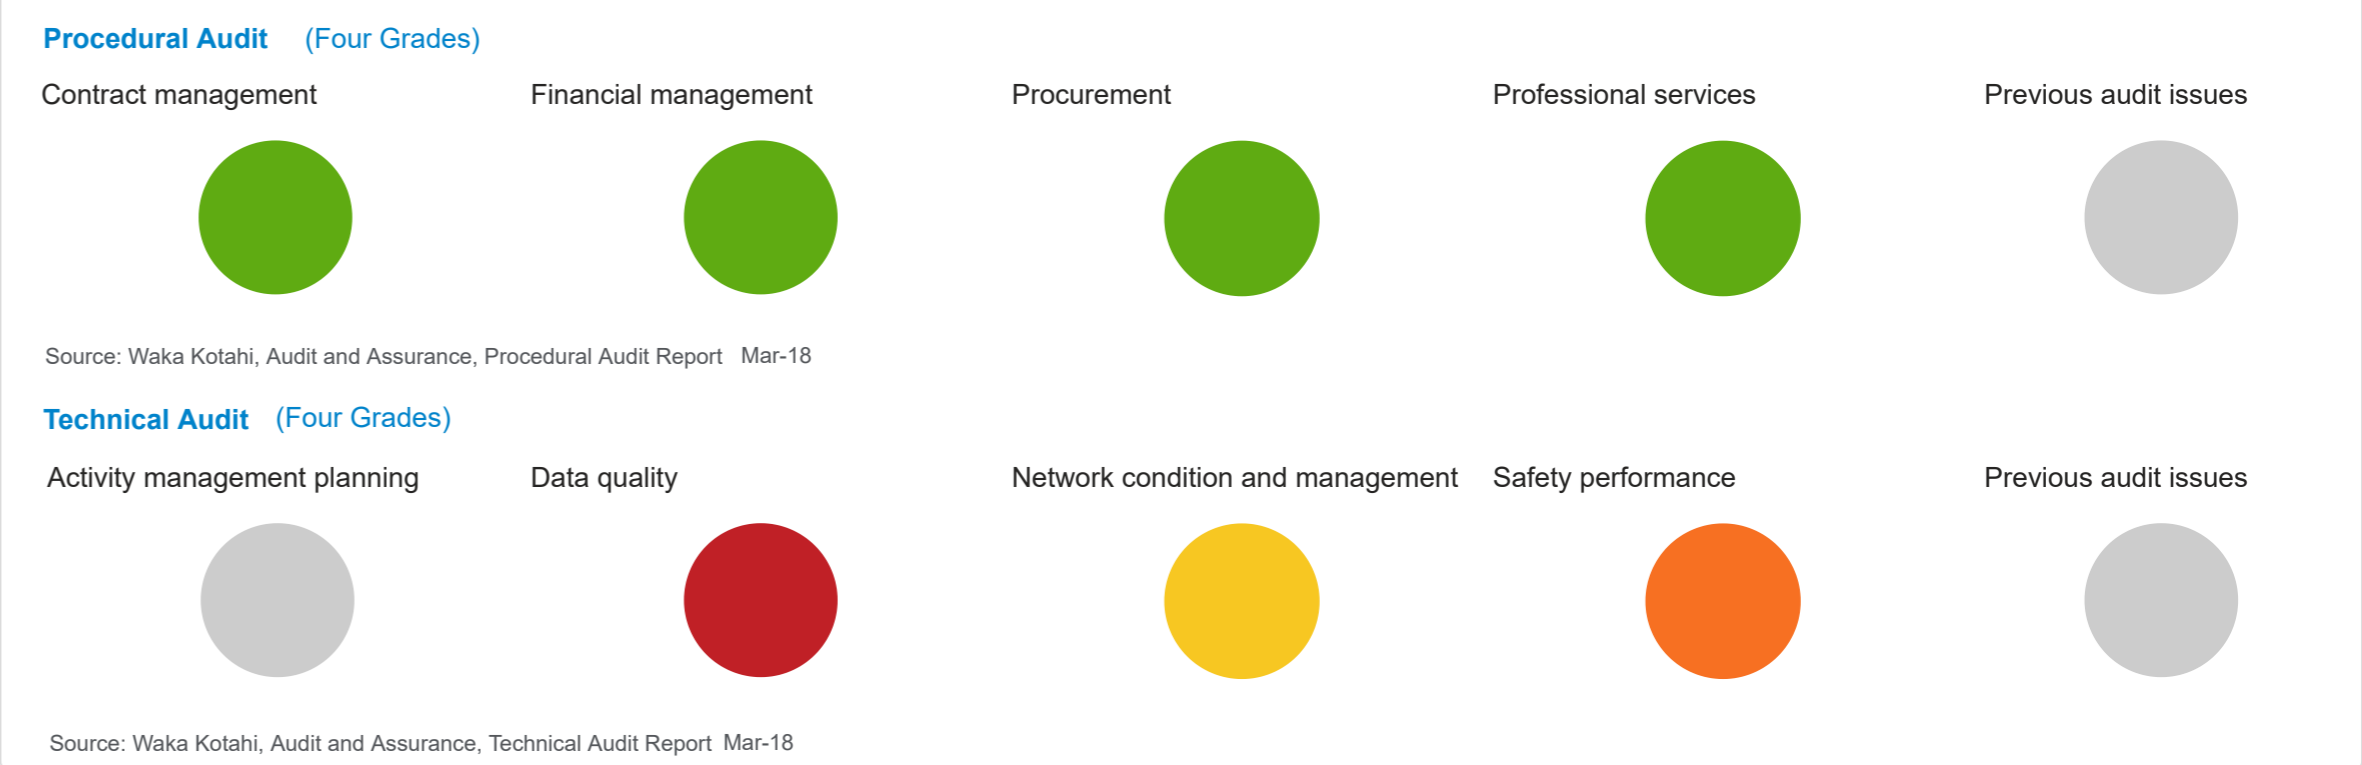 Procedural Audit (Four Grades)
Contract management Financial management Procurement Professional services Previous audit issues
Source: Waka Kotahi, Audit and Assurance, Procedural Audit Report Mar-18
Technical Audit (Four Grades)
Activity management planning Data quality Network condition and management Safety performance Previous audit issues
Source: Waka Kotahi, Audit and Assurance, Technical Audit Report Mar-18